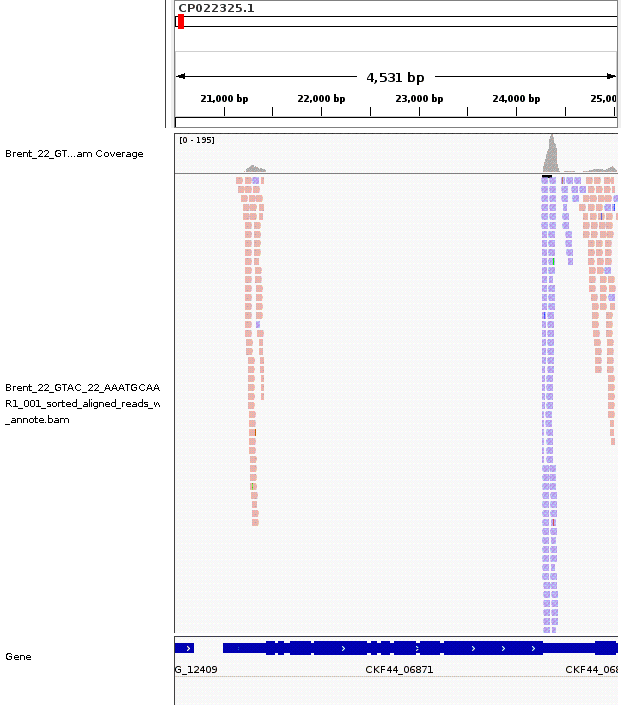 CP022325.1
4,531 bp
21,000 bp 22,000 bp 23,000 bp 24,000 bp 25,00
[0 - 195]
Brent_22_GT...am Coverage
Brent_22_GTAC_22_AAATGCAA
R1_001_sorted_aligned_reads_w
_annote.bam
Gene
G_12409 CKF44_06871 CKF44_068